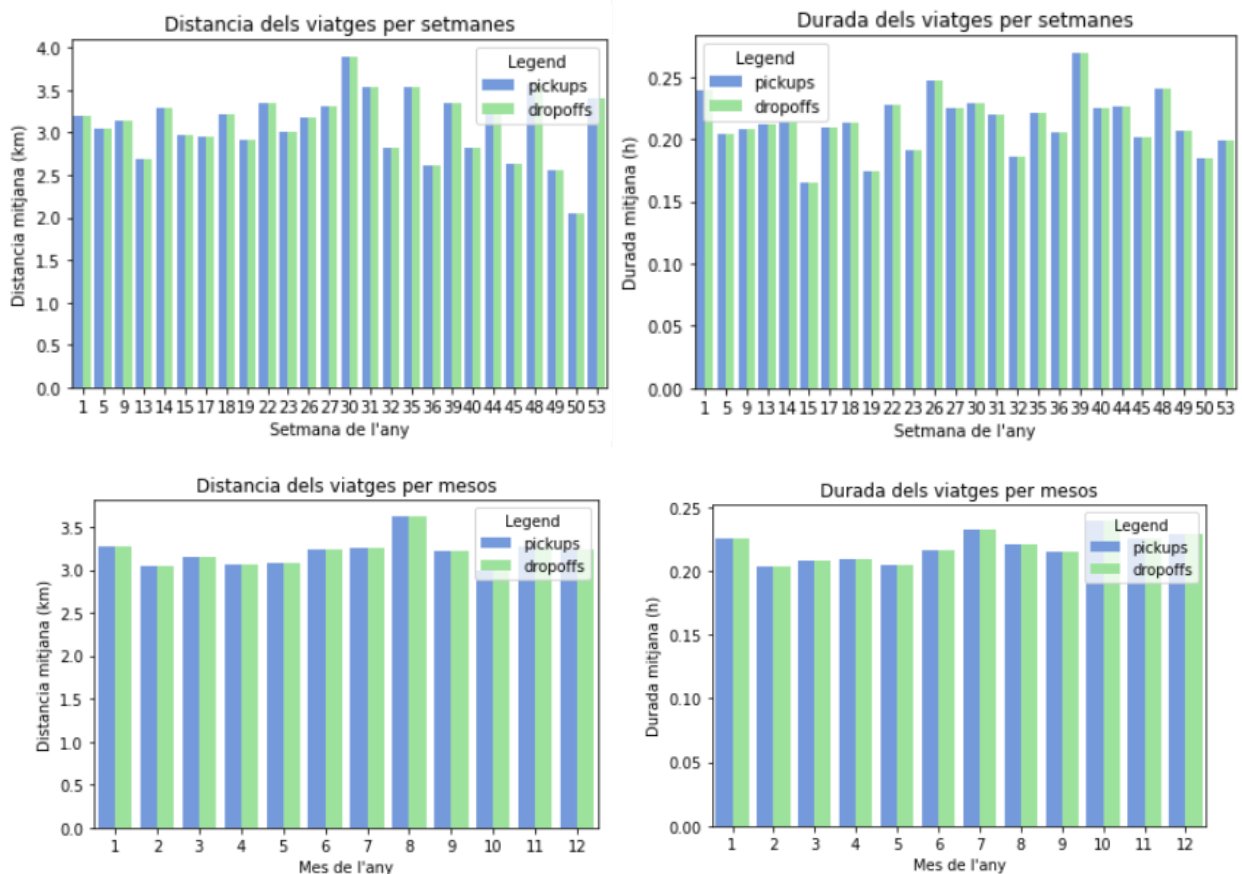 Distancia dels viatges per setmanes
Distancia mitjana (km)
4.0
3.5
3.0
2.5
2.0
1.5
1.0
0.5
0.0
Legend
pickups
dropoffs
1 5 9 13 14 15 17 18 19 22 23 26 27 30 31 32 35 36 39 40 44 45 48 49 50 53
Setmana de l'any
Durada dels viatges per setmanes
Durada mitjana (h)
0.25
0.20
0.15
0.10
0.05
0.00
Legend
pickups
dropoffs
1 5 9 13 14 15 17 18 19 22 23 26 27 30 31 32 35 36 39 40 44 45 48 49 50 53
Setmana de l'any
Distancia dels viatges per mesos
Distancia mitjana (km)
3.5
3.0
2.5
2.0
1.5
1.0
0.5
0.0
Legend
pickups
dropoffs
1 2 3 4 5 6 7 8 9 10 11 12
Mes de l'any
Durada dels viatges per mesos
Durada mitjana (h)
0.25
0.20
0.15
0.10
0.05
0.00
Legend
pickups
dropoffs
1 2 3 4 5 6 7 8 9 10 11 12
Mes de l'any